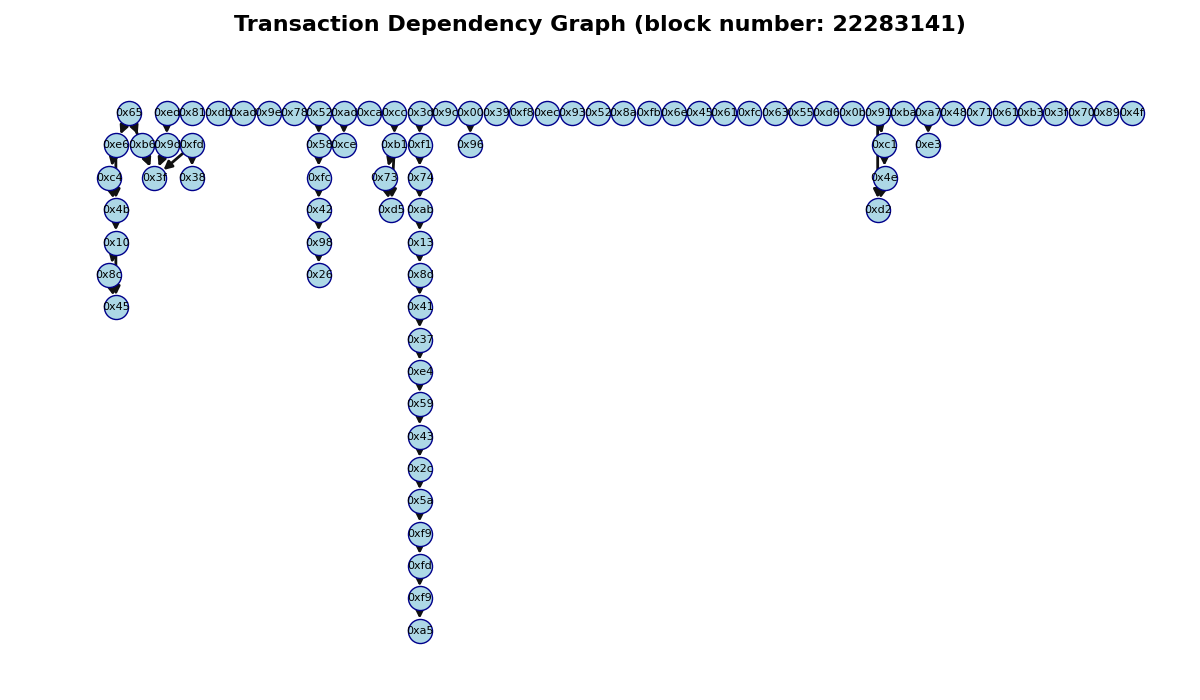 Transaction Dependency Graph (block number: 22283141)
0x65 0xed 0x81 0xdb 0xad 0x9e 0x78 0x52 0xad 0xca 0xcc 0x3d 0x9c 0x00 0x39 0xf8 0xec 0x93 0x52 0x8a 0xfb 0x6e 0x45 0x61 0xfc 0x63 0x55 0xd6 0x0b 0x91 0xba 0xa7 0x48 0x71 0x61 0xb3 0x3f 0x70 0x89 0x4f
0xe6 0xb6 0x9d 0xfd 0x58 0xce 0xb1 0xf1 0x96 0xc1 0xe3
0xc4 0x3f 0x38 0xfc 0x73 0x74 0x4e
0x4b 0x42 0xd5 0xab 0xd2
0x10 0x98 0x13
0x8c 0x26 0x8d
0x45 0x41
0x37
0xe4
0x59
0x43
0x2c
0x5a
0xf9
0xfd
0xf9
0xa5